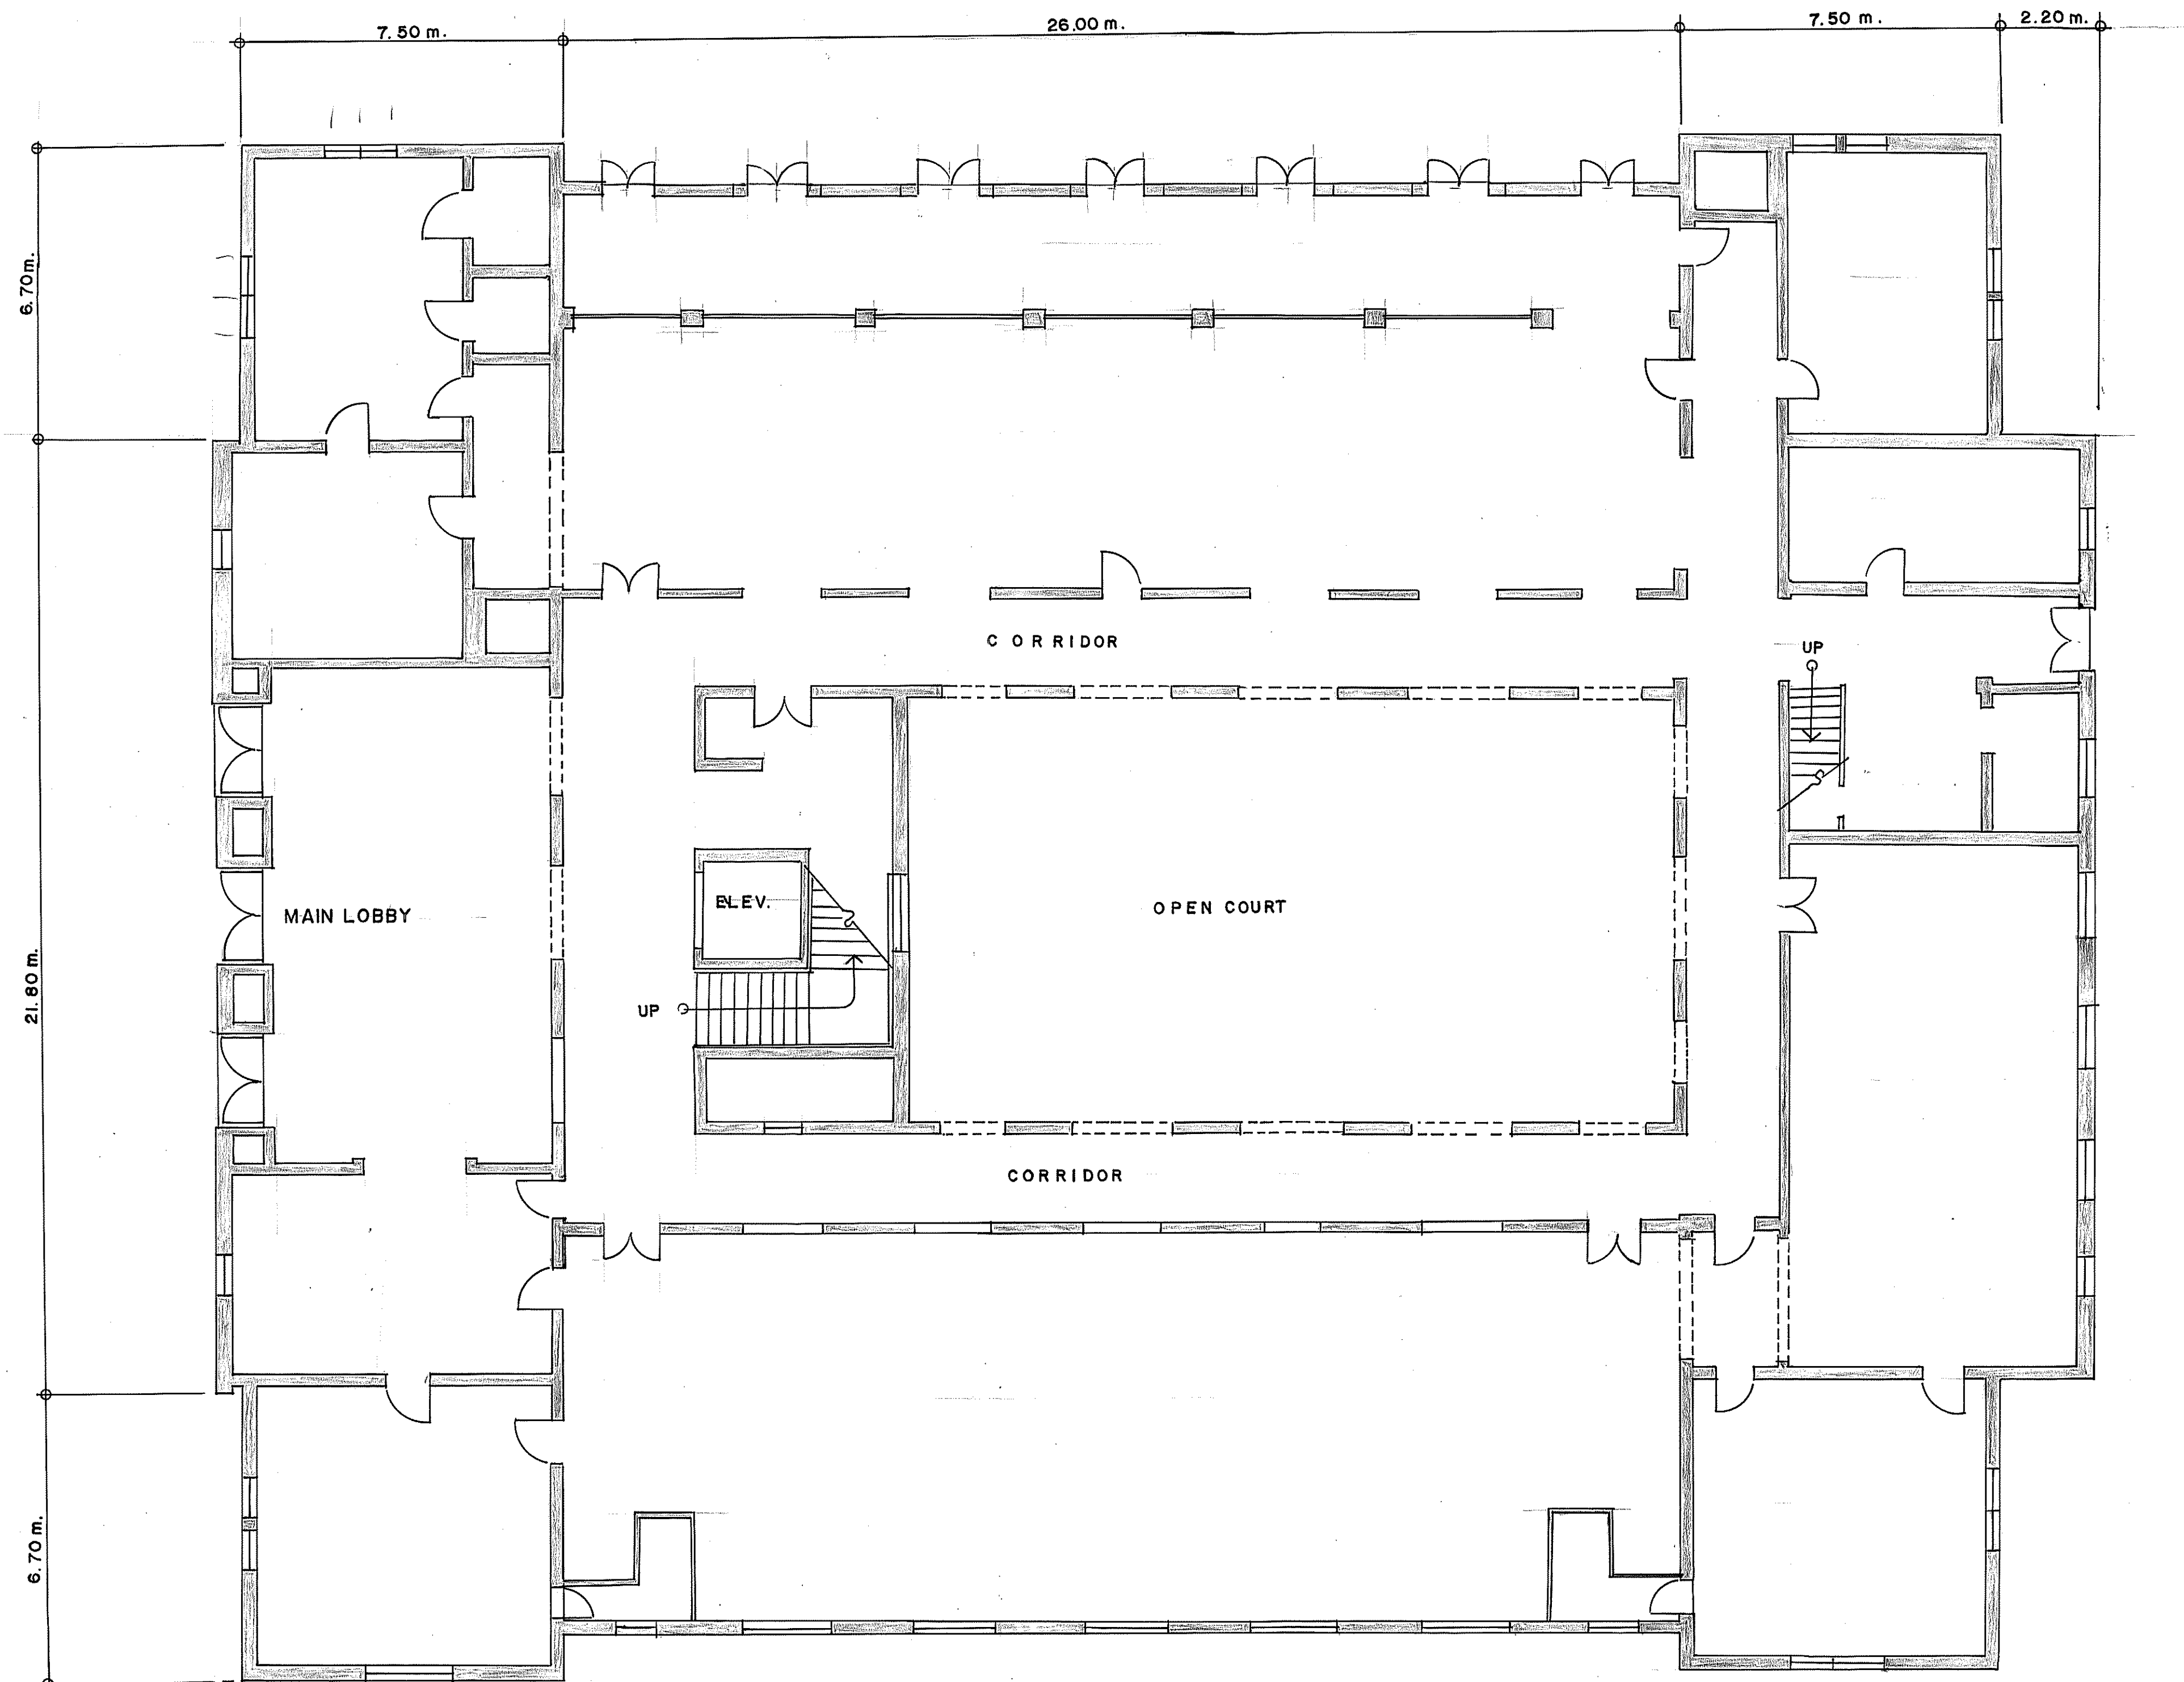 7.50 m.
26.00 m.
7.50 m.
2.20 m.
6.70m.
CORRIDOR
UP
ELEV.
MAIN LOBBY
OPEN COURT
21.80 m.
UP
CORRIDOR
6.70 m.